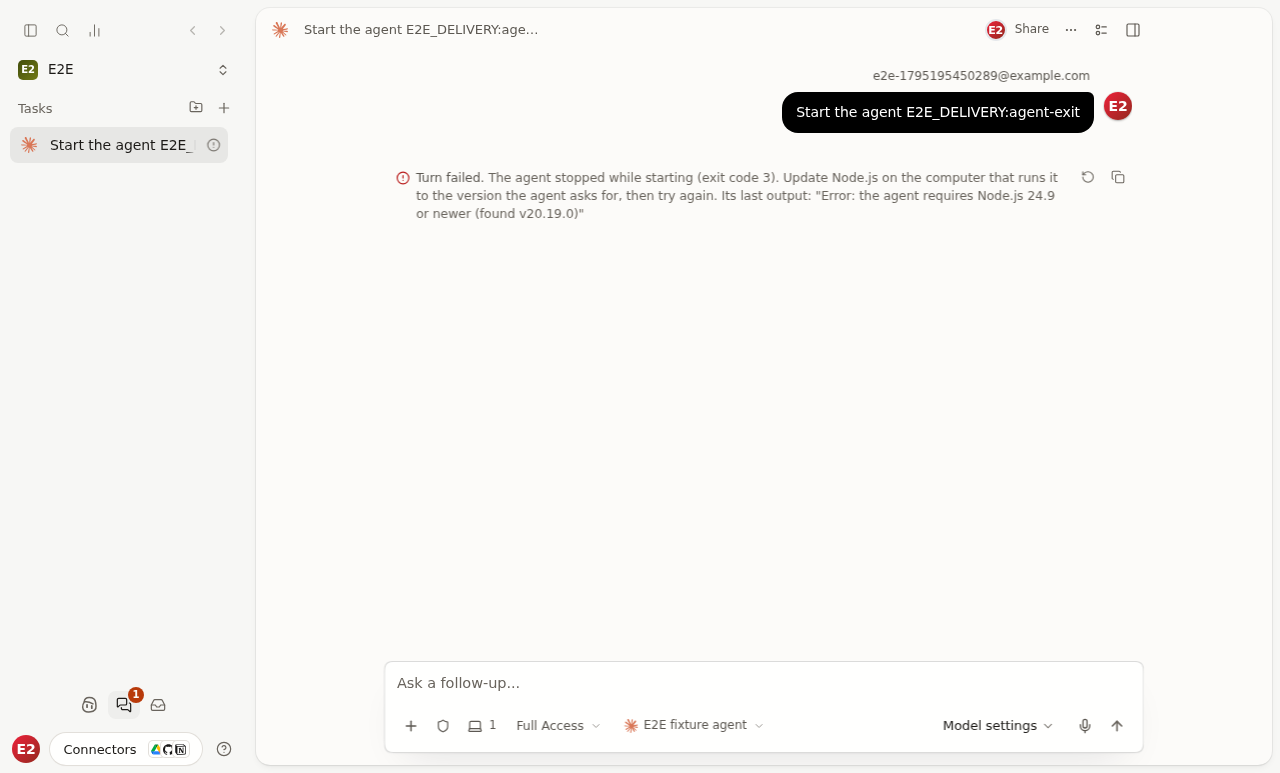 Start the agent E2E_DELIVERY:age...
E2 Share
E2 E2E
Tasks
e2e-1795195450289@example.com
Start the agent E2E_DELIVERY:agent-exit
E2
Start the agent E2E_
Turn failed. The agent stopped while starting (exit code 3). Update Node.js on the computer that runs it
to the version the agent asks for, then try again. Its last output: "Error: the agent requires Node.js 24.9
or newer (found v20.19.0)"
Ask a follow-up...
1
1 Full Access E2E fixture agent Model settings
E2 Connectors